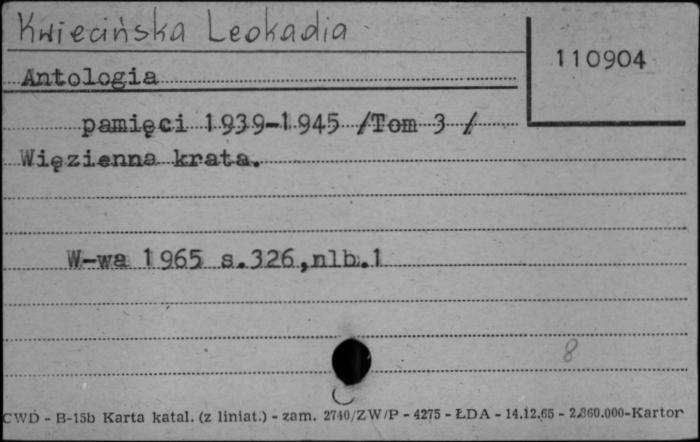 Kwiecińska Leokadia
110904
Antologia
pamięci 1939-1945 /Tom 3 /
Więzienna krata.
W-wa 1965 s.326,nlb.1
8
CWD - B-15b Karta katal. (z liniat.) - zam. 2740/ZW/P - 4275 - ŁDA - 14.12.65 - 2.860.000-Kartor